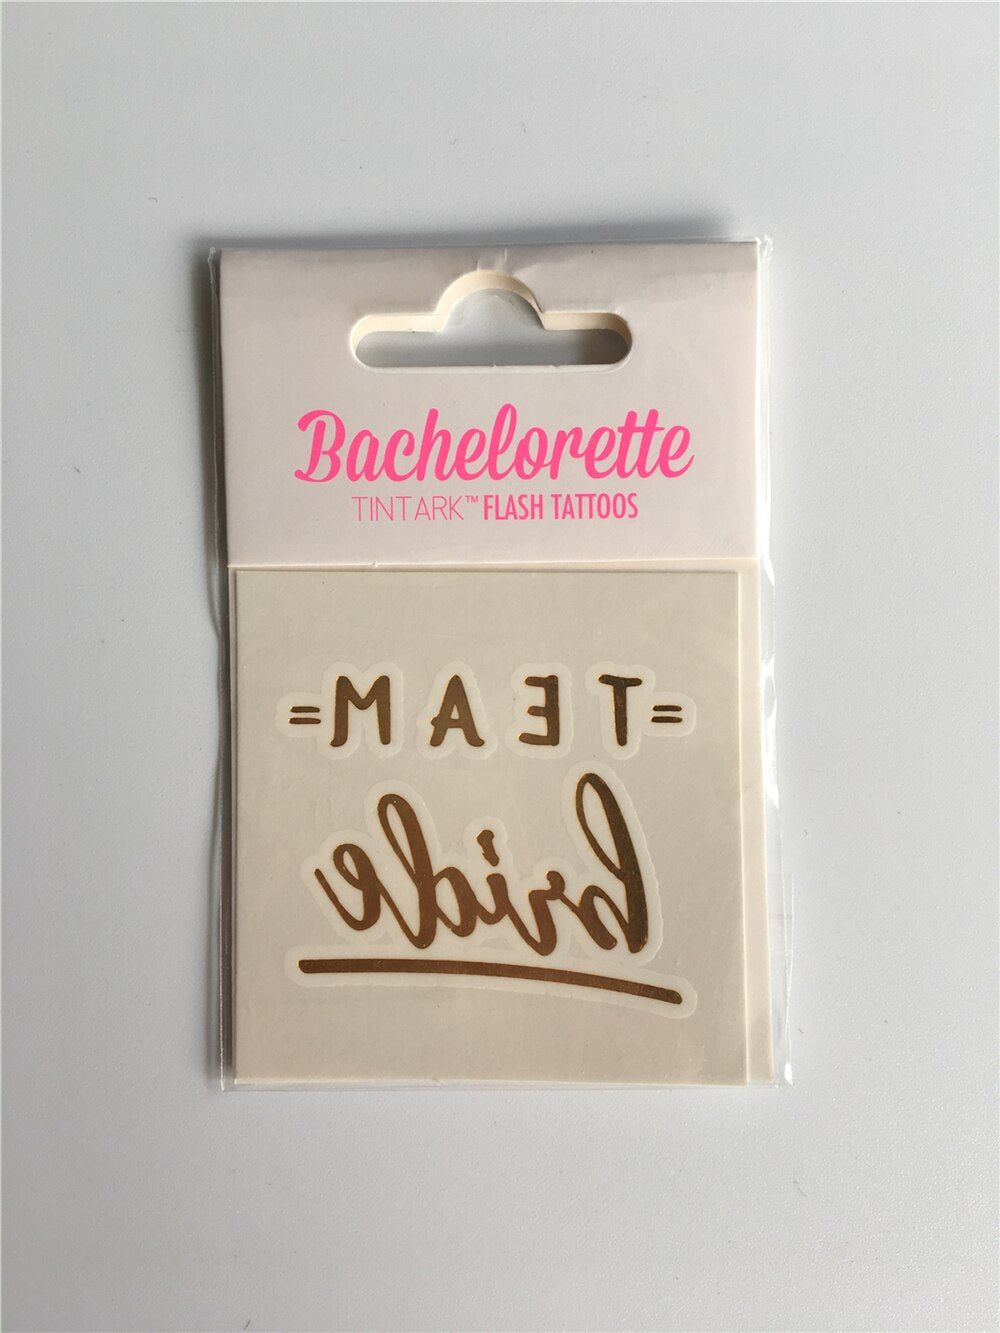 Bachelorette
TINTARK™ FLASH TATTOOS
=TEAM=
bride